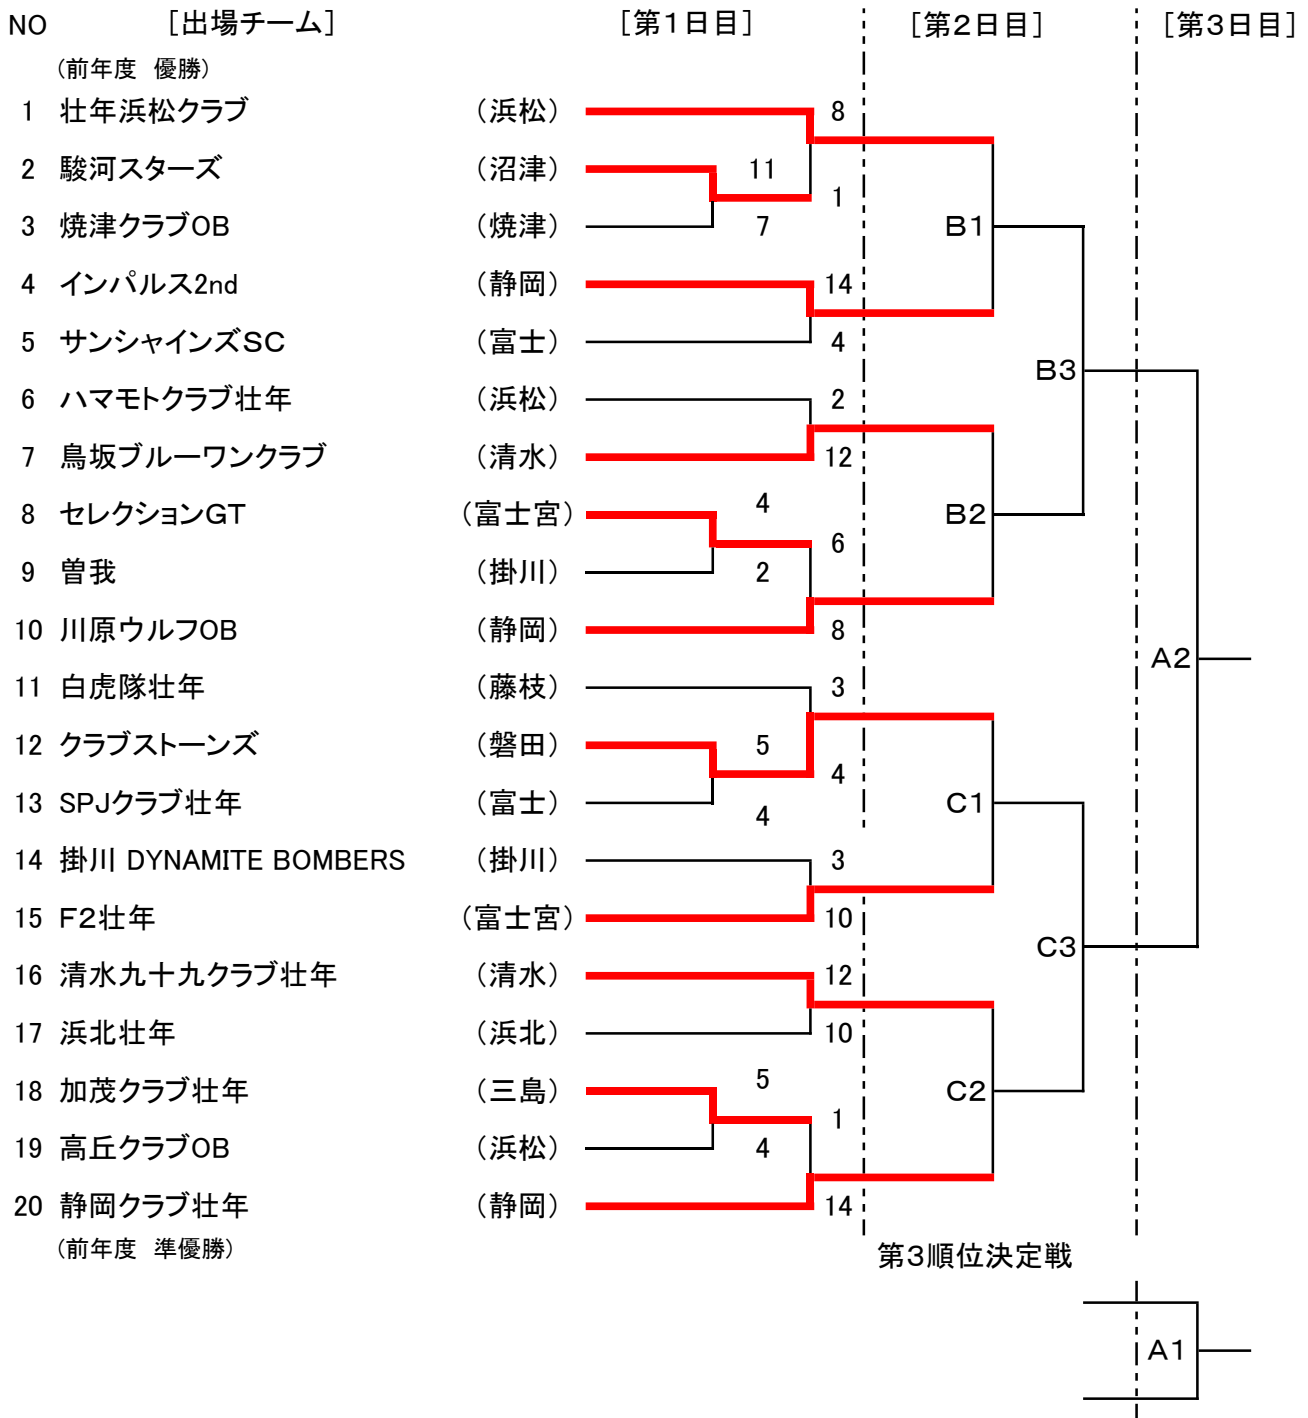 NO [出場チーム] [第1日目] [第2日目] [第3日目]
(前年度 優勝)
1 壮年浜松クラブ (浜松) 8
2 駿河スターズ (沼津) 11
1
3 焼津クラブOB (焼津) 7 B1
4 インパルス2nd (静岡) 14
5 サンシャインズSC (富士) 4
B3
6 ハマモトクラブ壮年 (浜松) 2
7 鳥坂ブルーワンクラブ (清水) 12
4
8 セレクションGT (富士宮) B2
6
9 曽我 (掛川) 2
10 川原ウルフOB (静岡) 8
A2
11 白虎隊壮年 (藤枝) 3
12 クラブストーンズ (磐田) 5
4
13 SPJクラブ壮年 (富士) C1
4
14 掛川 DYNAMITE BOMBERS (掛川) 3
15 F2壮年 (富士宮) 10
C3
16 清水九十九クラブ壮年 (清水) 12
17 浜北壮年 (浜北) 10
5
18 加茂クラブ壮年 (三島) C2
1
19 高丘クラブOB (浜松) 4
20 静岡クラブ壮年 (静岡) 14
(前年度 準優勝) 第3順位決定戦
A1